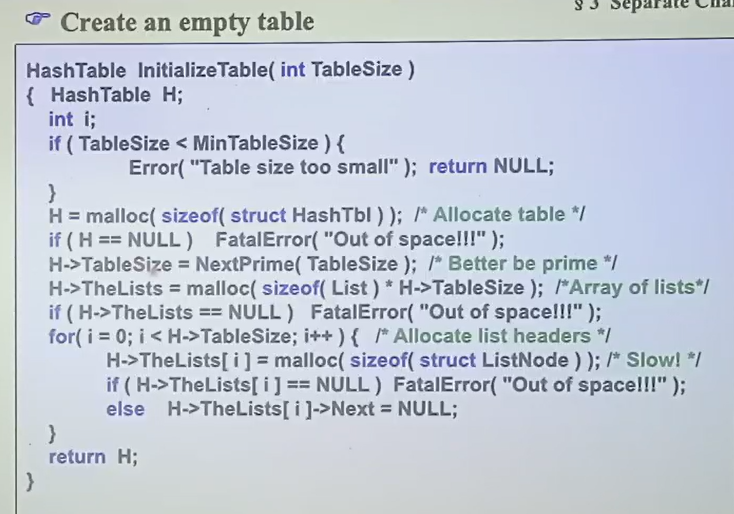 § 3 Separate
☞ Create an empty table
HashTable InitializeTable( int TableSize )
{ HashTable H;
int i;
if ( TableSize < MinTableSize ) {
Error( "Table size too small" ); return NULL;
}
H = malloc( sizeof( struct HashTbl ) ); /* Allocate table */
if ( H == NULL ) FatalError( "Out of space!!!" );
H->TableSize = NextPrime( TableSize ); /* Better be prime */
H->TheLists = malloc( sizeof( List ) * H->TableSize ); /*Array of lists*/
if ( H->TheLists == NULL ) FatalError( "Out of space!!!" );
for( i = 0; i < H->TableSize; i++ ) { /* Allocate list headers */
H->TheLists[ i ] = malloc( sizeof( struct ListNode ) ); /* Slow! */
if ( H->TheLists[ i ] == NULL ) FatalError( "Out of space!!!" );
else H->TheLists[ i ]->Next = NULL;
}
return H;
}